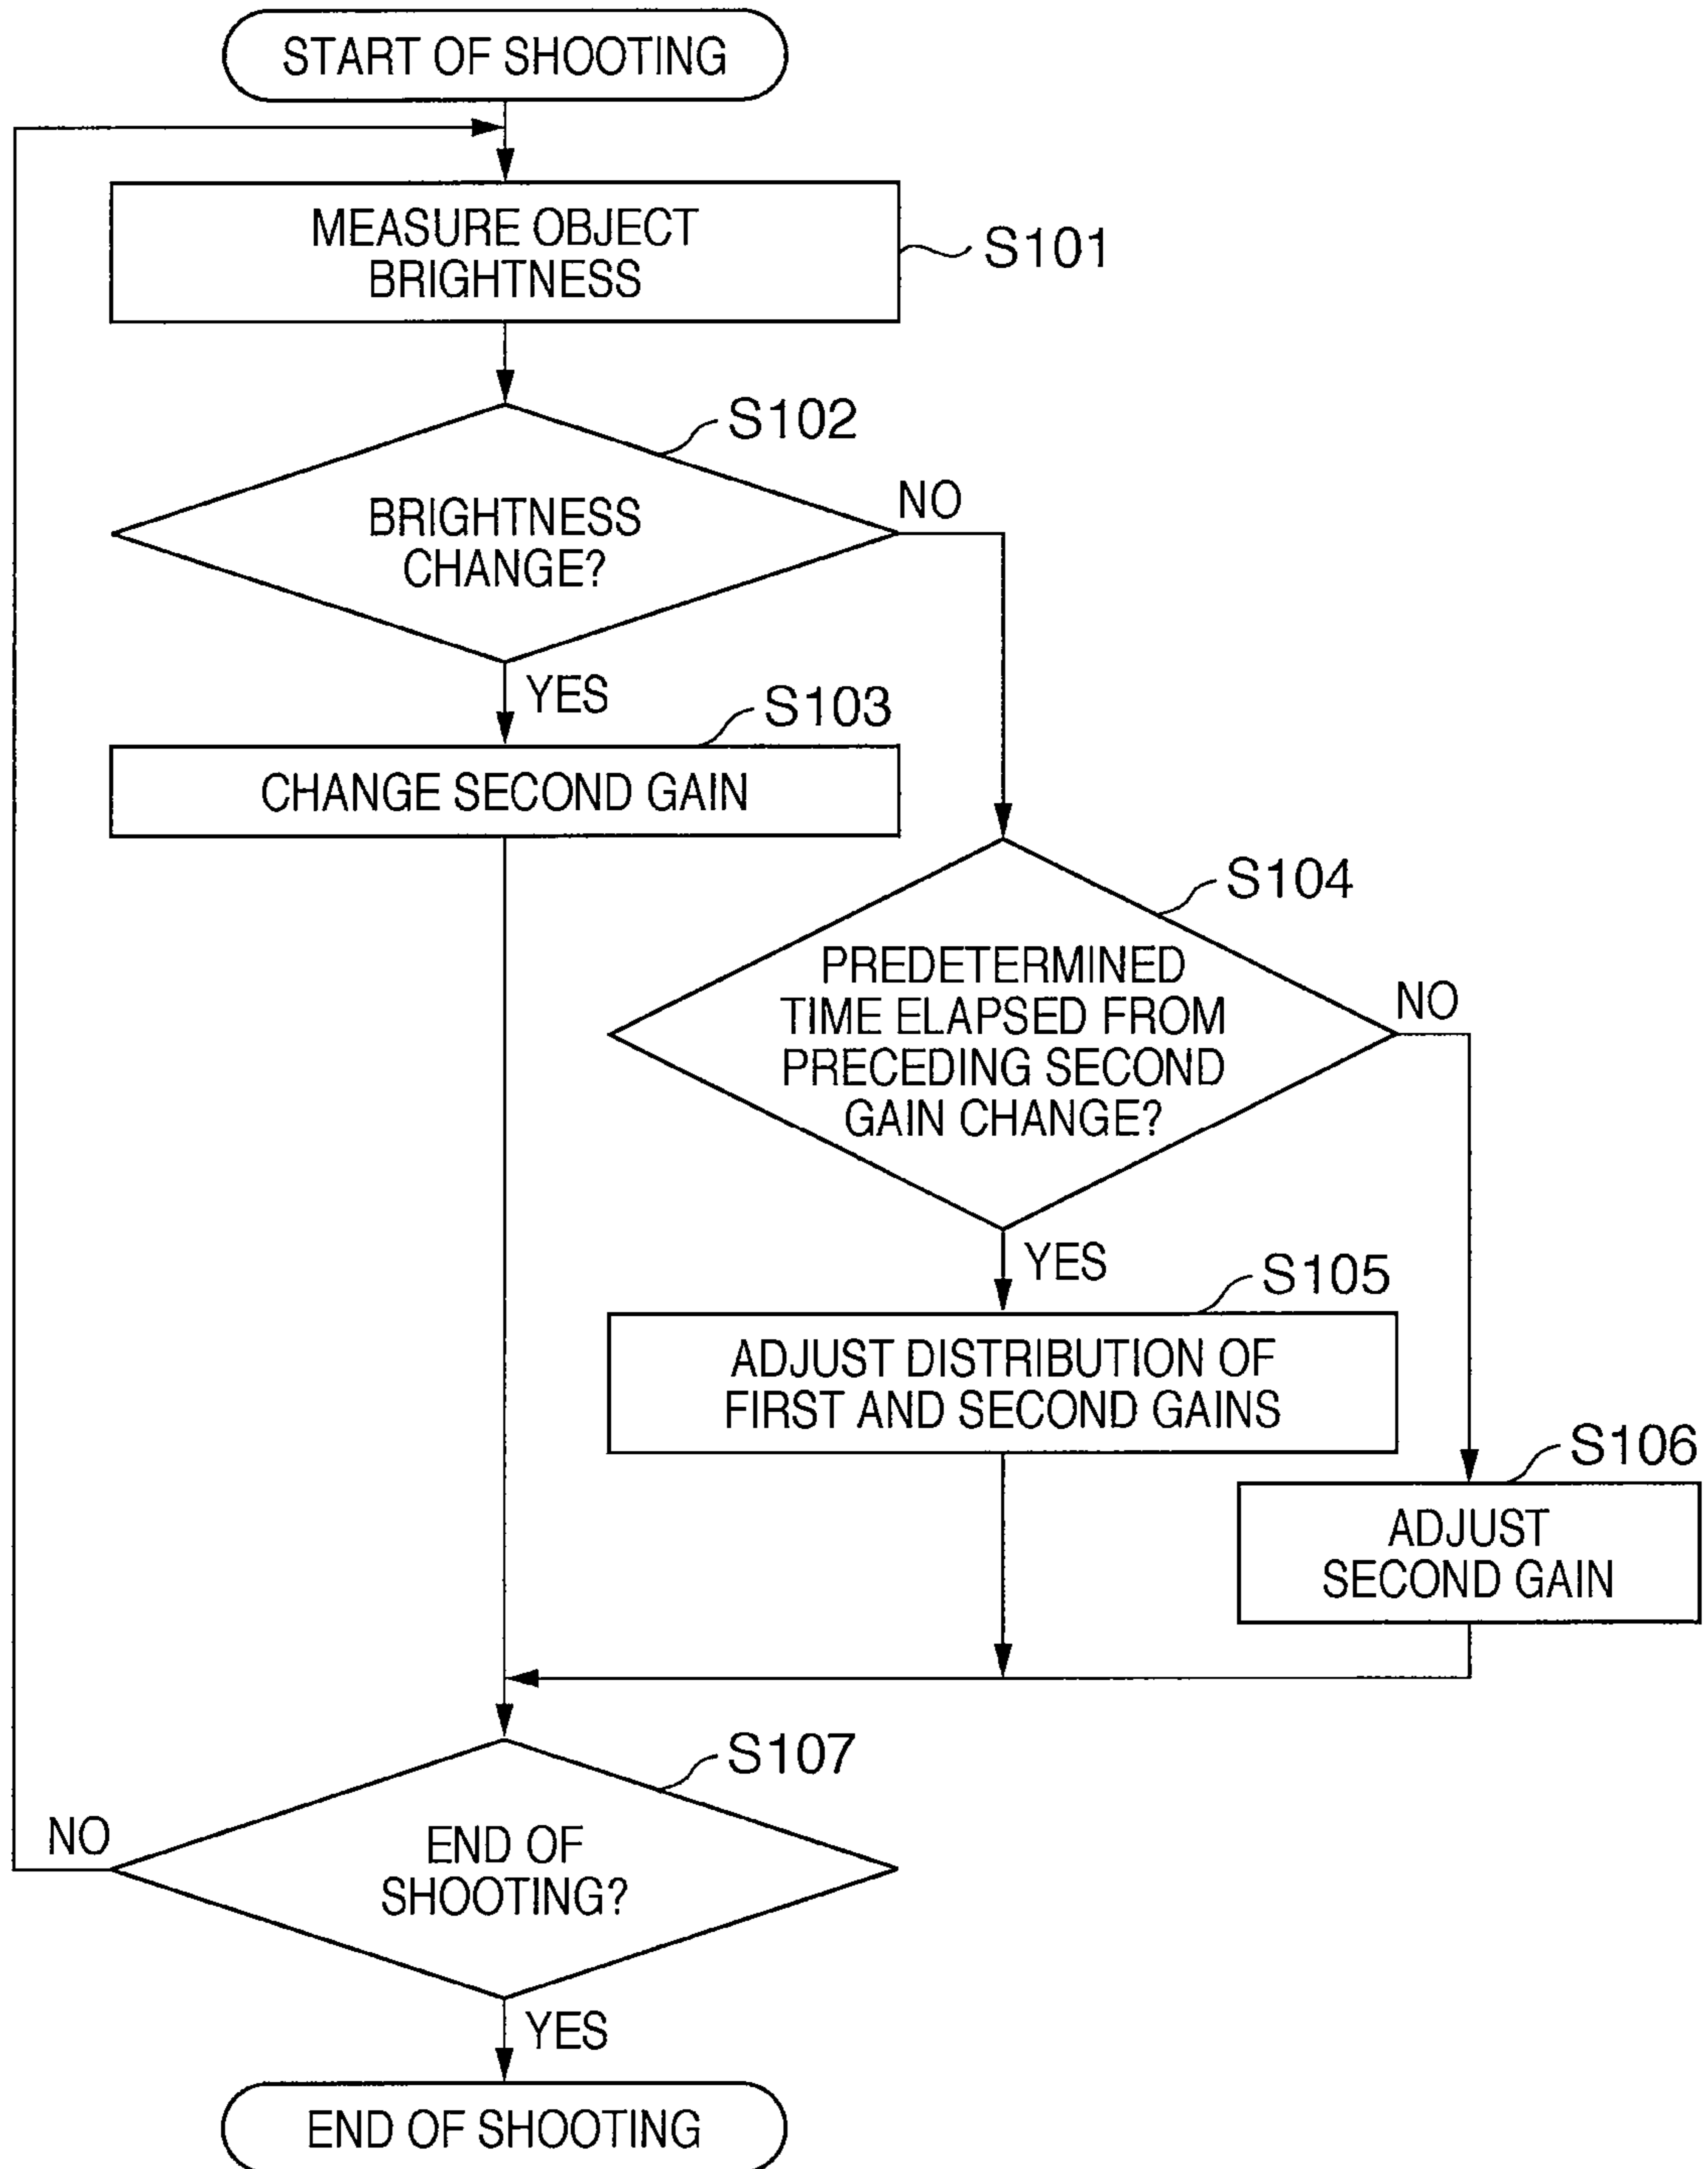 START OF SHOOTING
MEASURE OBJECT
BRIGHTNESS
S101
S102
BRIGHTNESS
CHANGE?
NO
YES
S103
CHANGE SECOND GAIN
S104
PREDETERMINED
TIME ELAPSED FROM
PRECEDING SECOND
GAIN CHANGE?
NO
YES
S105
ADJUST DISTRIBUTION OF
FIRST AND SECOND GAINS
S106
ADJUST
SECOND GAIN
S107
END OF
SHOOTING?
NO
YES
END OF SHOOTING